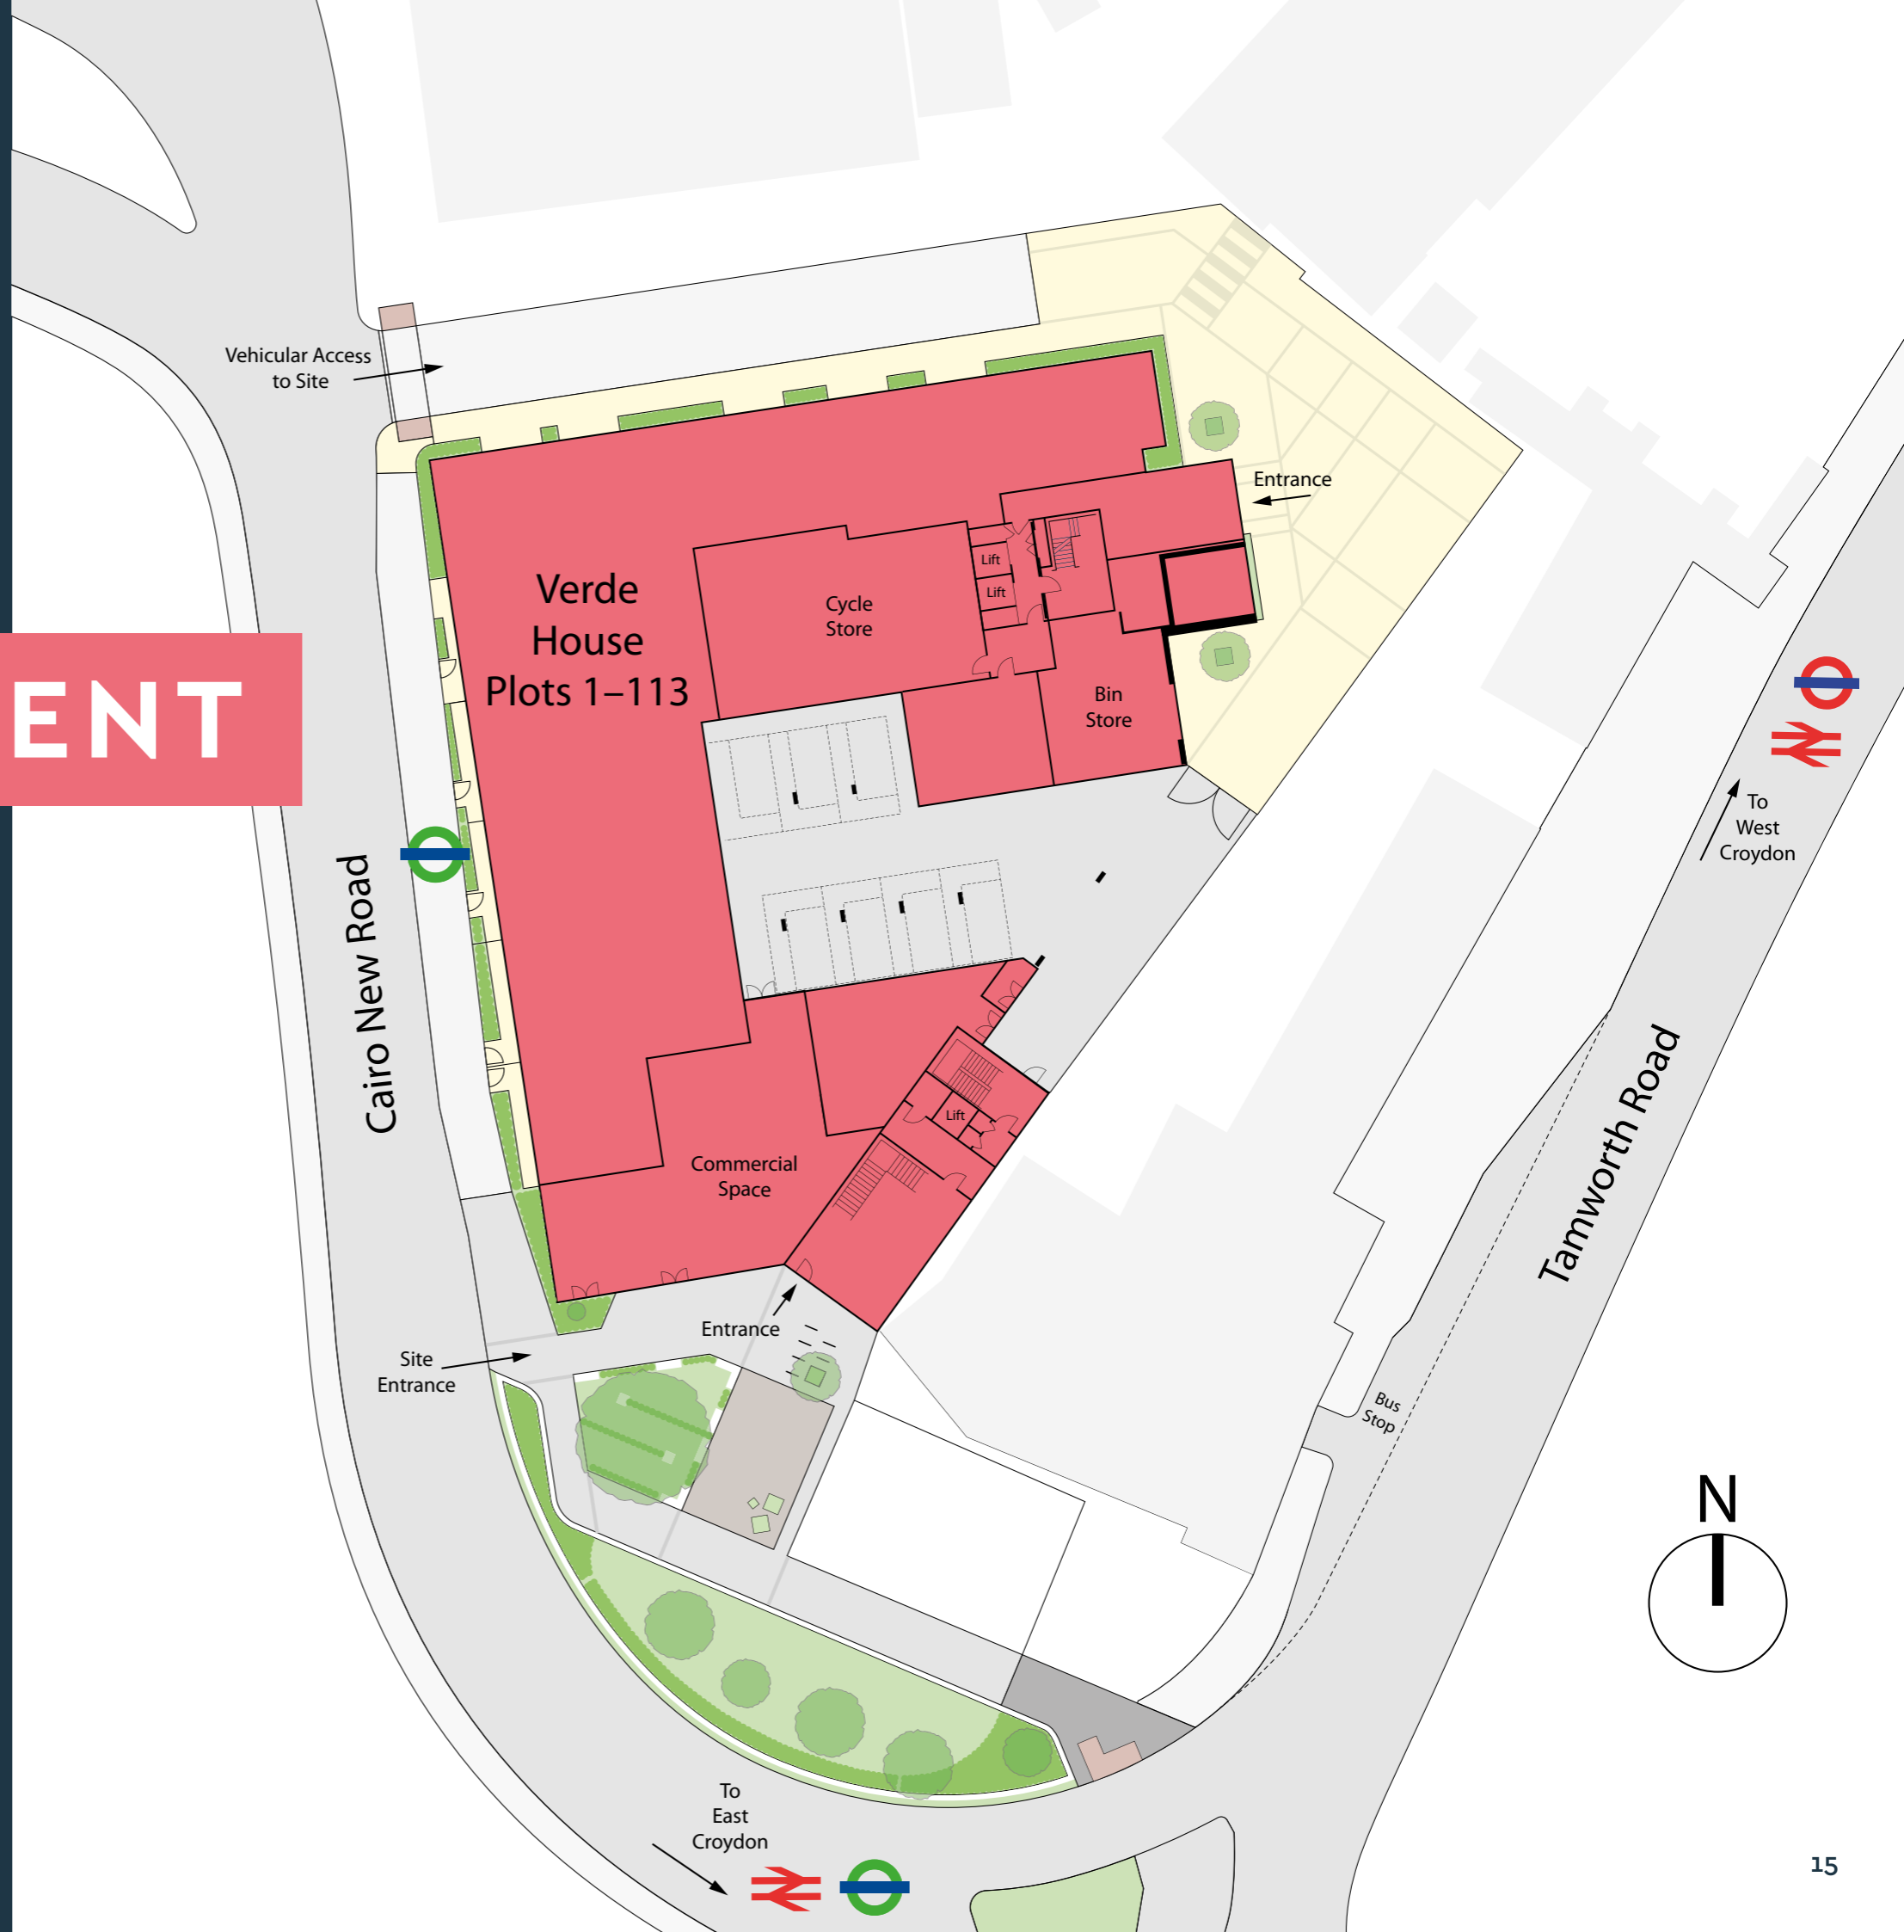 Vehicular Access
to Site
Entrance
Verde
House
Plots 1–113
Lift
Lift
Cycle
Store
Bin
Store
ENT
To
West
Croydon
Cairo New Road
Tamworth Road
Lift
Commercial
Space
Entrance
Site
Entrance
Bus
Stop
N
To
East
Croydon
15